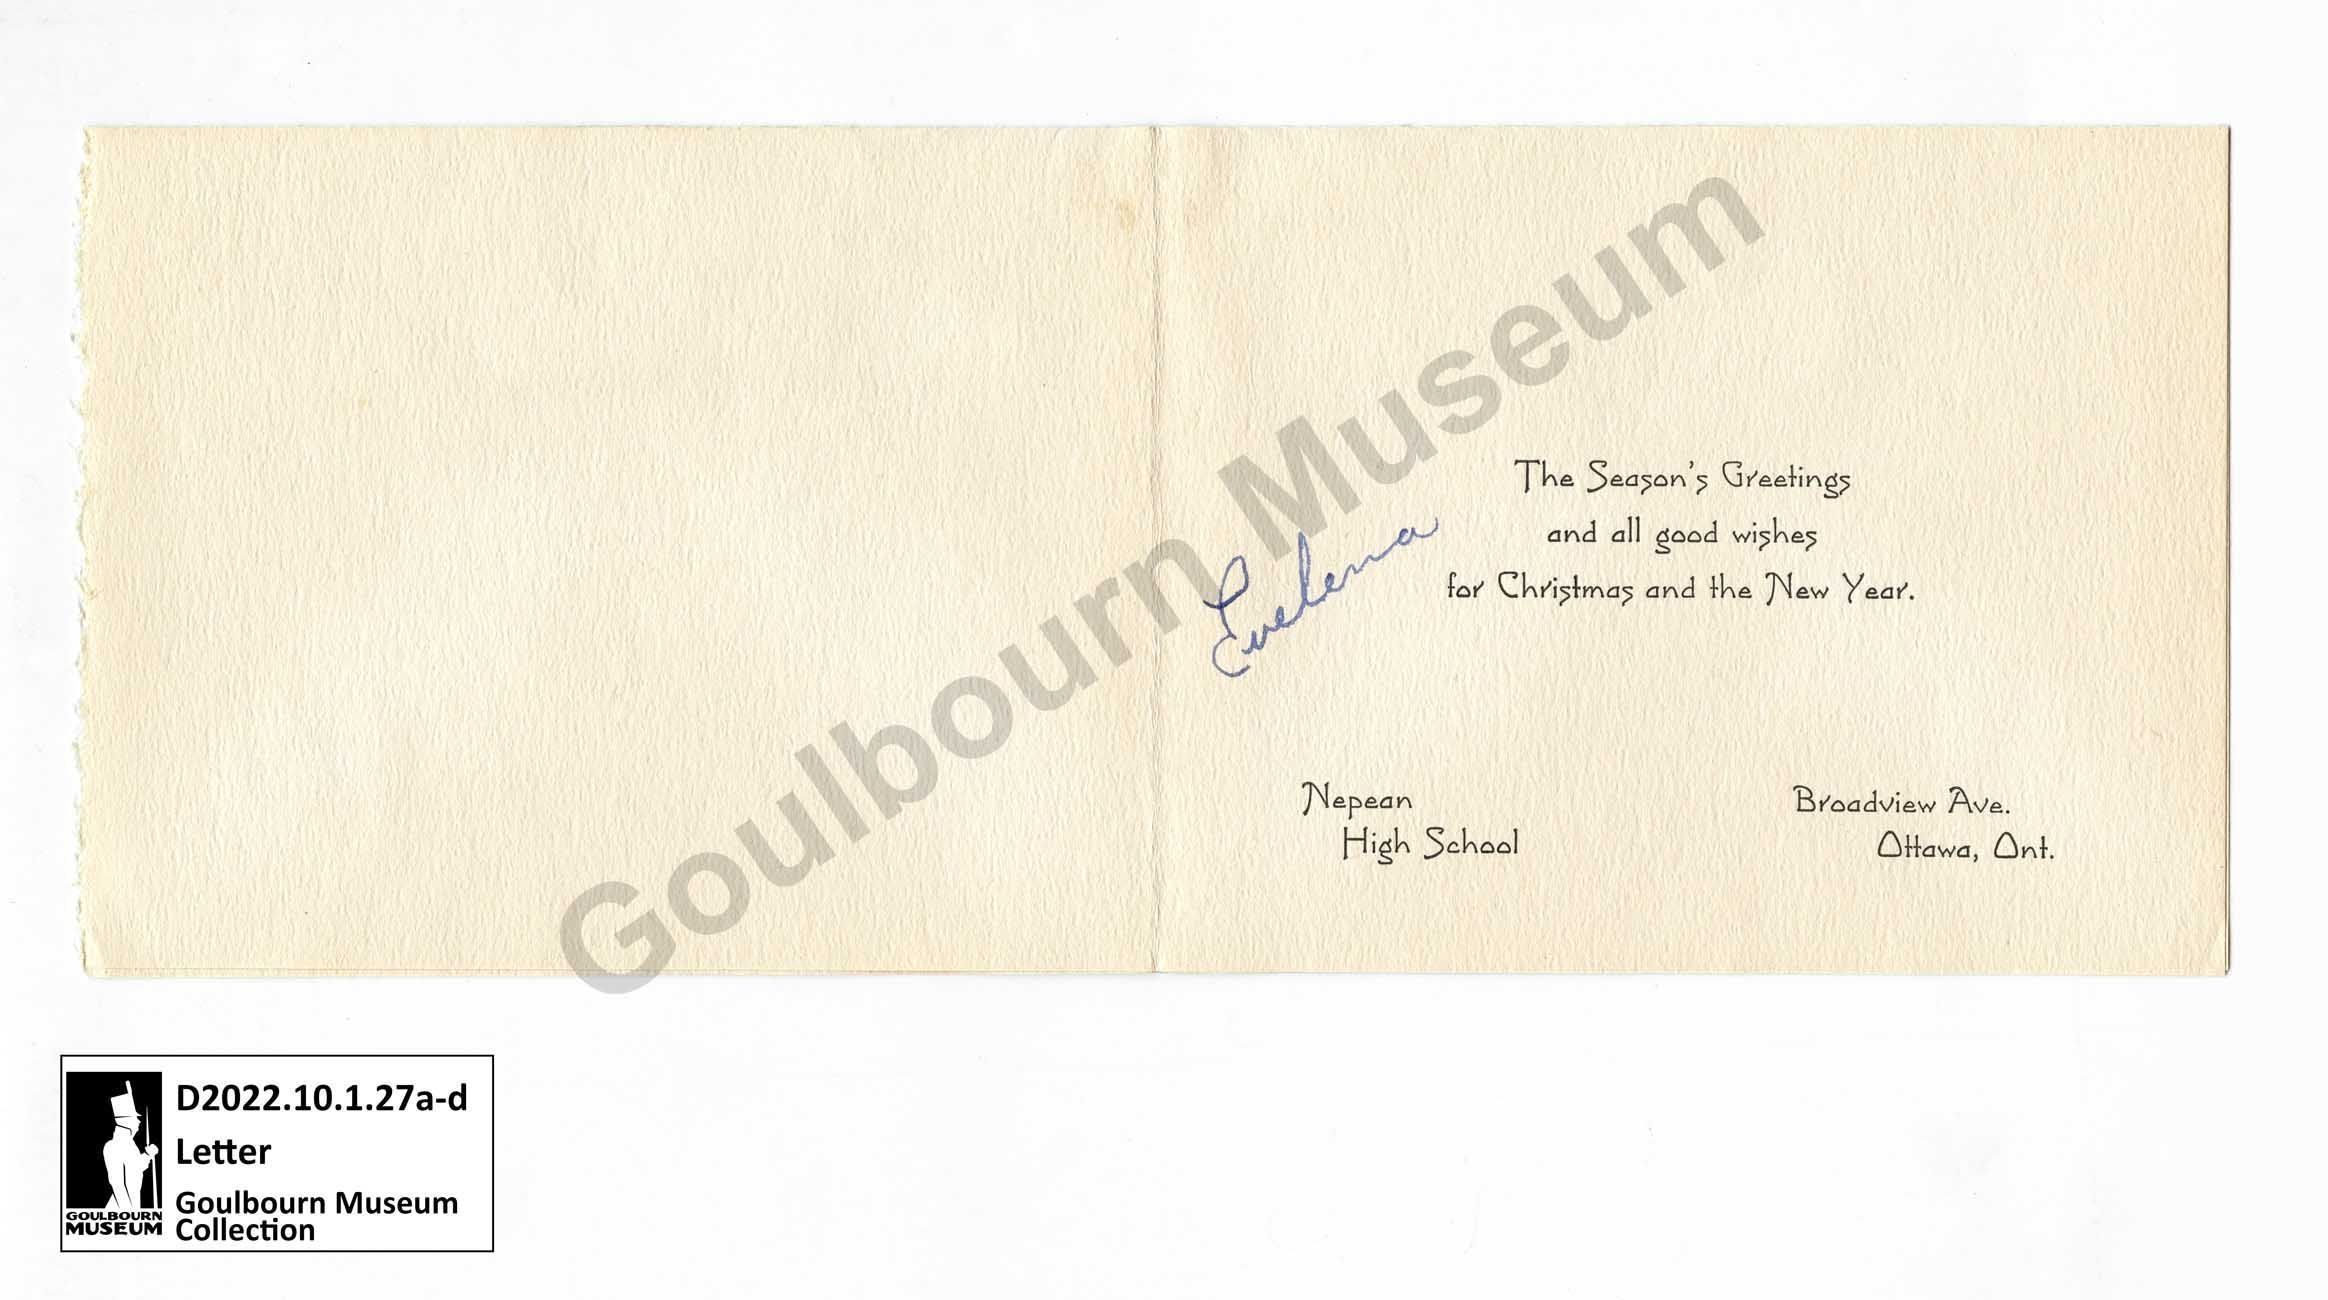 The Season's Greetings
and all good wishes
for Christmas and the New Year.
Evelena
Nepean
High School
Broadview Ave.
Ottawa, Ont.
Goulbourn Museum
D2022.10.1.27a-d
Letter
Goulbourn Museum
Collection
GOULBOURN
MUSEUM